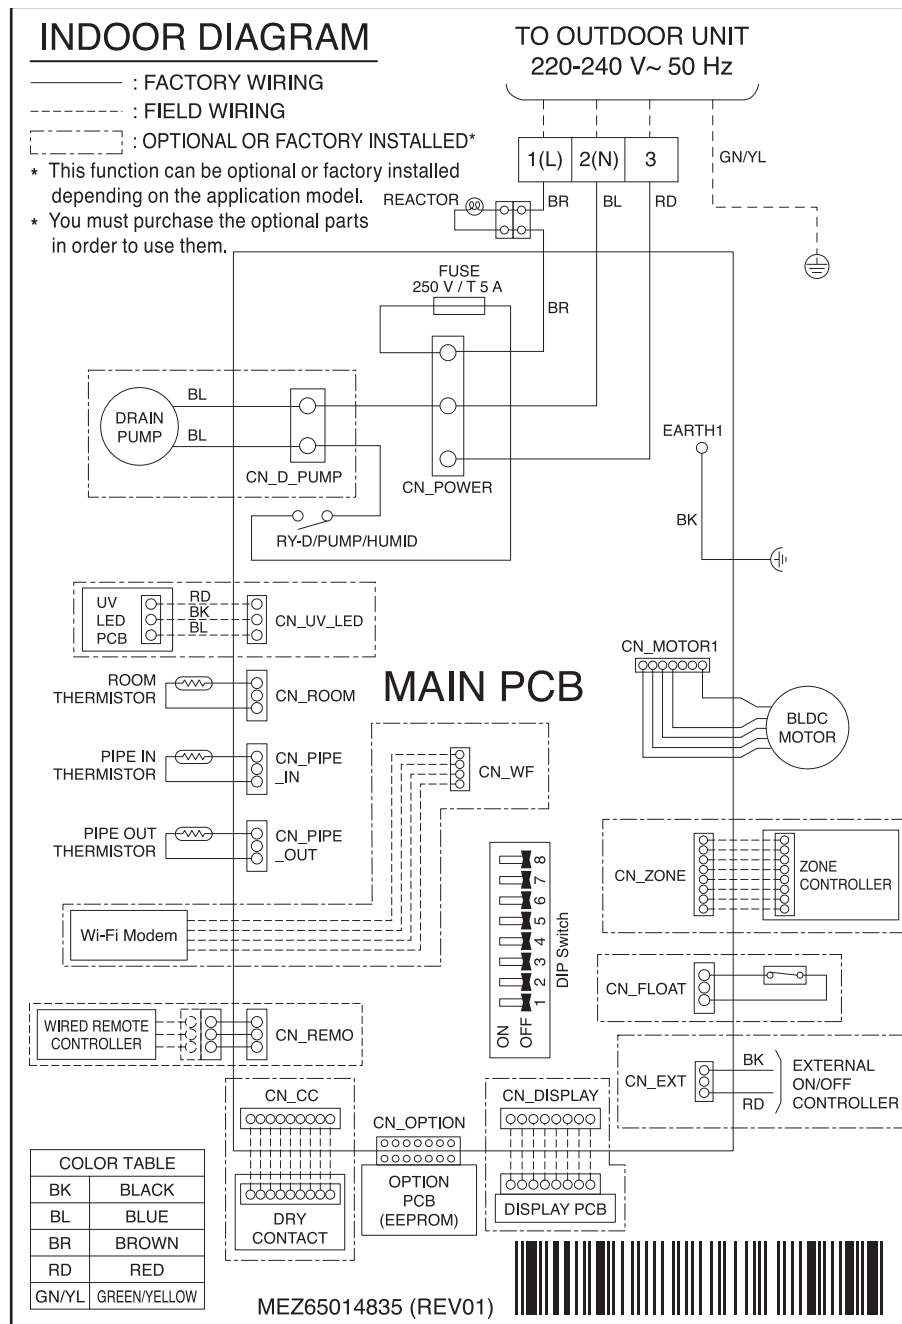 INDOOR DIAGRAM
: FACTORY WIRING
: FIELD WIRING
: OPTIONAL OR FACTORY INSTALLED*
* This function can be optional or factory installed
depending on the application model.
* You must purchase the optional parts
in order to use them.
TO OUTDOOR UNIT
220-240 V~ 50 Hz
1(L) 2(N) 3
GN/YL
REACTOR
BR BL RD
FUSE
250 V / T 5 A
BR
DRAIN
PUMP
BL
BL
CN_D_PUMP
CN_POWER
RY-D/PUMP/HUMID
EARTH1
BK
UV
LED
PCB
RD
BK
BL
CN_UV_LED
ROOM
THERMISTOR
CN_ROOM
MAIN PCB
CN_MOTOR1
BLDC
MOTOR
PIPE IN
THERMISTOR
CN_PIPE
_IN
CN_WF
PIPE OUT
THERMISTOR
CN_PIPE
_OUT
Wi-Fi Modem
8
7
6
5
4
3
2
1
ON
OFF
DIP Switch
CN_ZONE
ZONE
CONTROLLER
CN_FLOAT
WIRED REMOTE
CONTROLLER
CN_REMO
CN_EXT
BK
RD
EXTERNAL
ON/OFF
CONTROLLER
CN_CC
DRY
CONTACT
CN_OPTION
OPTION
PCB
(EEPROM)
CN_DISPLAY
DISPLAY PCB
COLOR TABLE
BK BLACK
BL BLUE
BR BROWN
RD RED
GN/YL GREEN/YELLOW
MEZ65014835 (REV01)